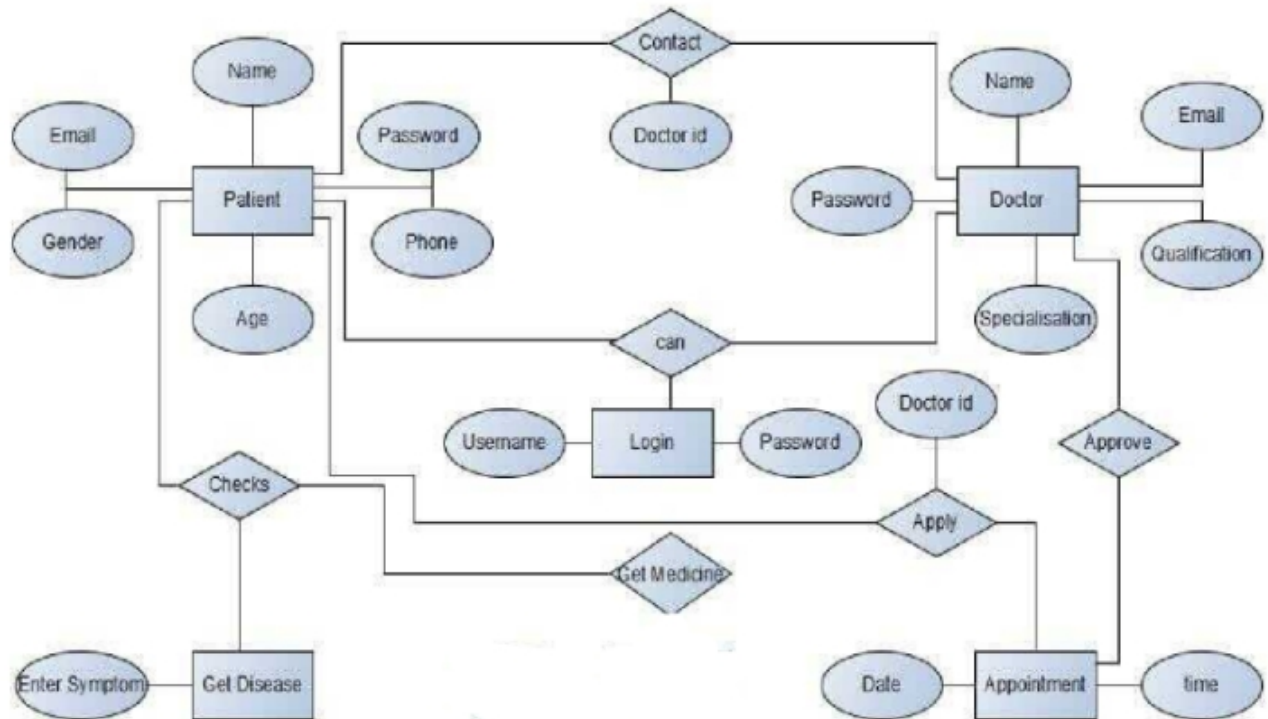 Contact
Name
Name
Email
Email
Password
Doctor id
Patient
Password
Doctor
Gender
Phone
Qualification
Age
Specialisation
can
Doctor id
Username
Login
Password
Approve
Checks
Apply
Get Medicine
Enter Symptom
Get Disease
Date
Appointment
time